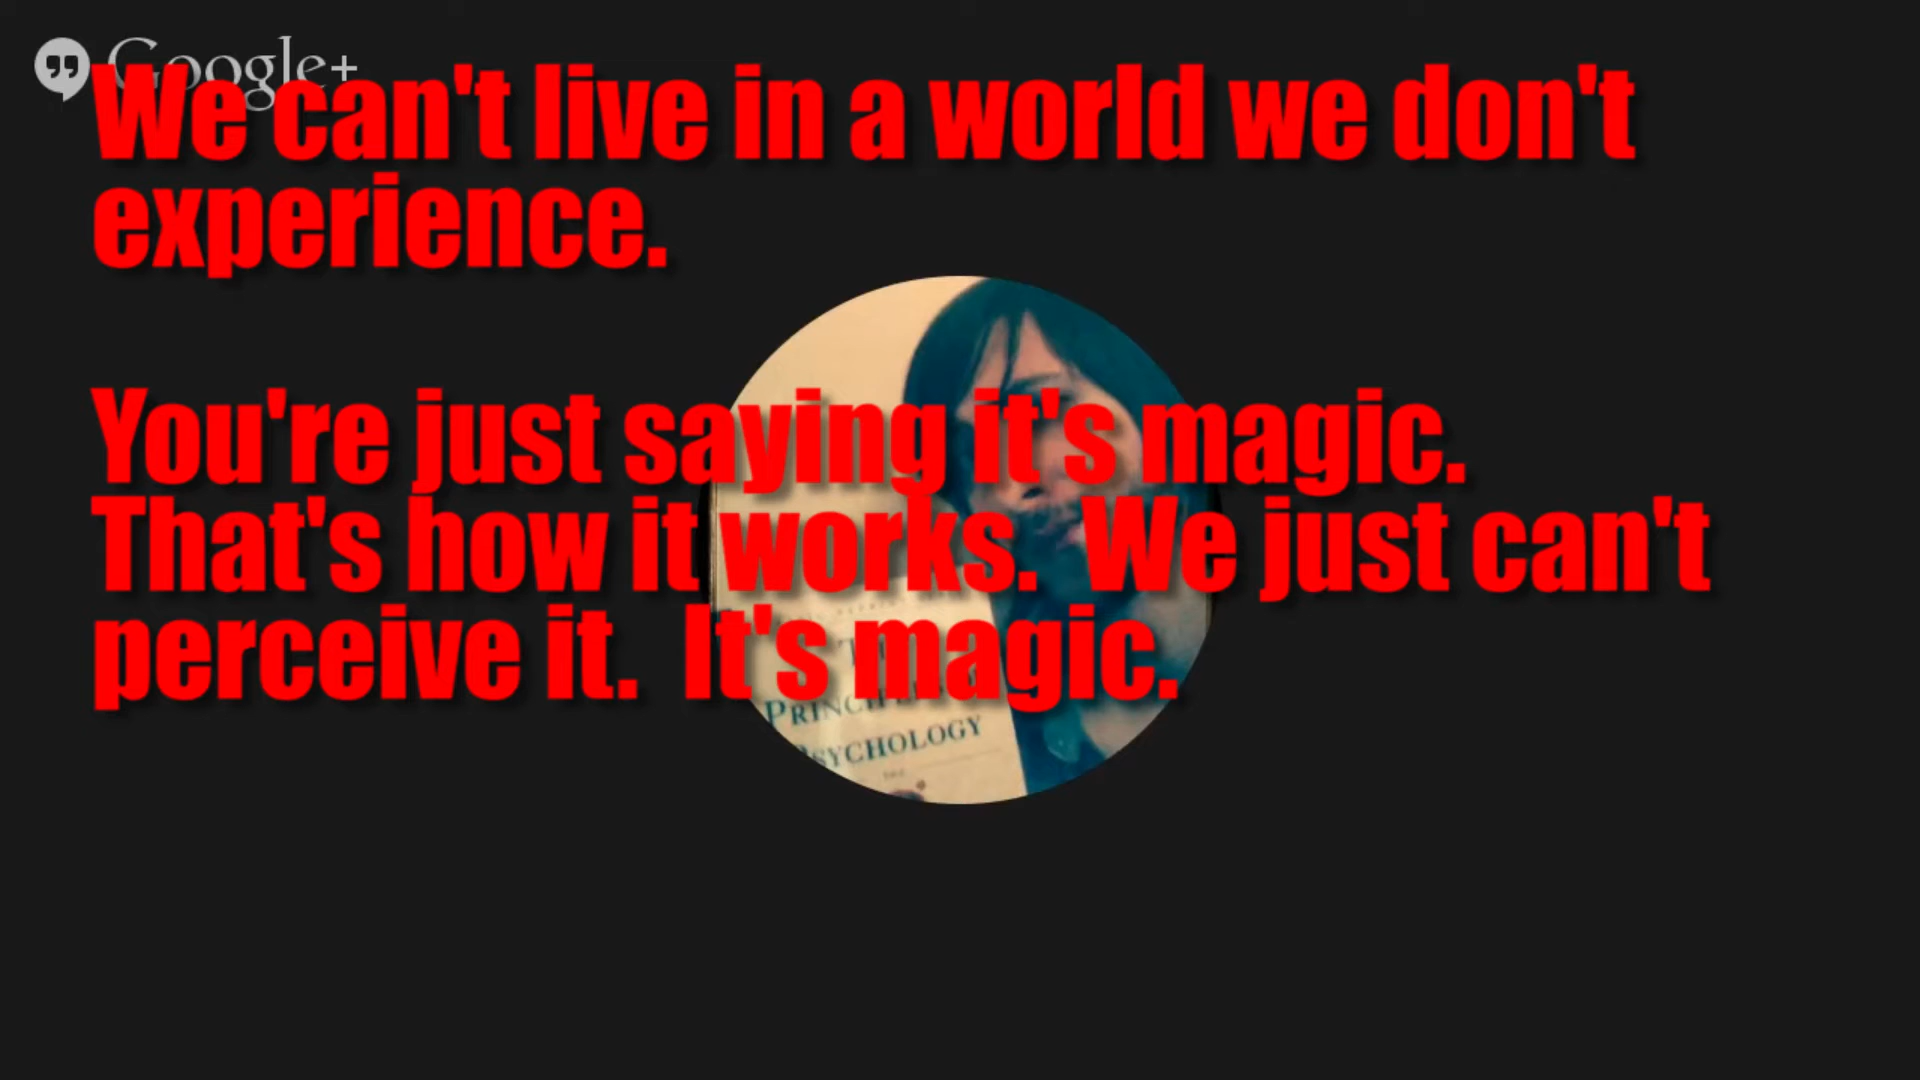 Google+
We can't live in a world we don't
experience.
You're just saying it's magic.
That's how it works.  We just can't
perceive it.  It's magic.
PRINCIPLES
PSYCHOLOGY